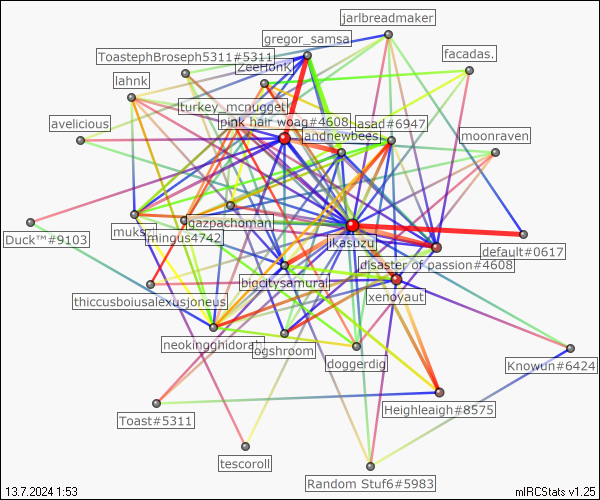 jarlbreadmaker
gregor_samsa
ToastephBroseph5311#5311
facadas.
ZeeHonk
lahnk
turkey_mcnugget
pink hair woag#4608
asad#6947
avelicious
andnewbees
moonraven
muks
gazpachoman
mingus4742
Duck™#9103
ikasuzu
default#0617
disaster of passion#4608
bigcitysamurai
xenoyaut
thiccusboiusalexusjoneus
neokingghidorah
ogshroom
doggerdig
Knowun#6424
Heighleigh#8575
Toast#5311
tescoroll
Random Stuf6#5983
13.7.2024 1:53
mIRCStats v1.25